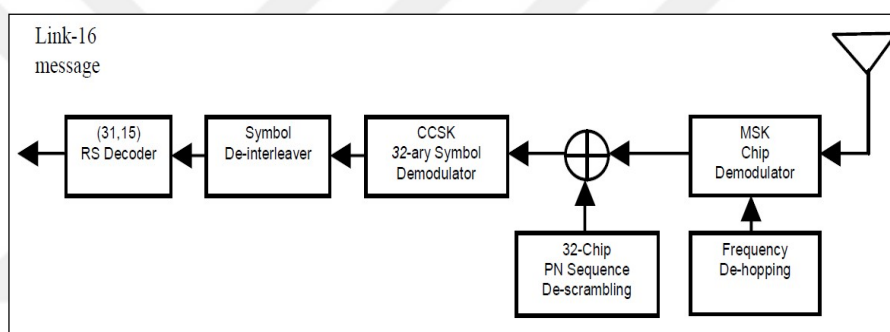 Link-16
message
(31,15)
RS Decoder
Symbol
De-interleaver
CCSK
32-ary Symbol
Demodulator
MSK
Chip
Demodulator
32-Chip
PN Sequence
De-scrambling
Frequency
De-hopping